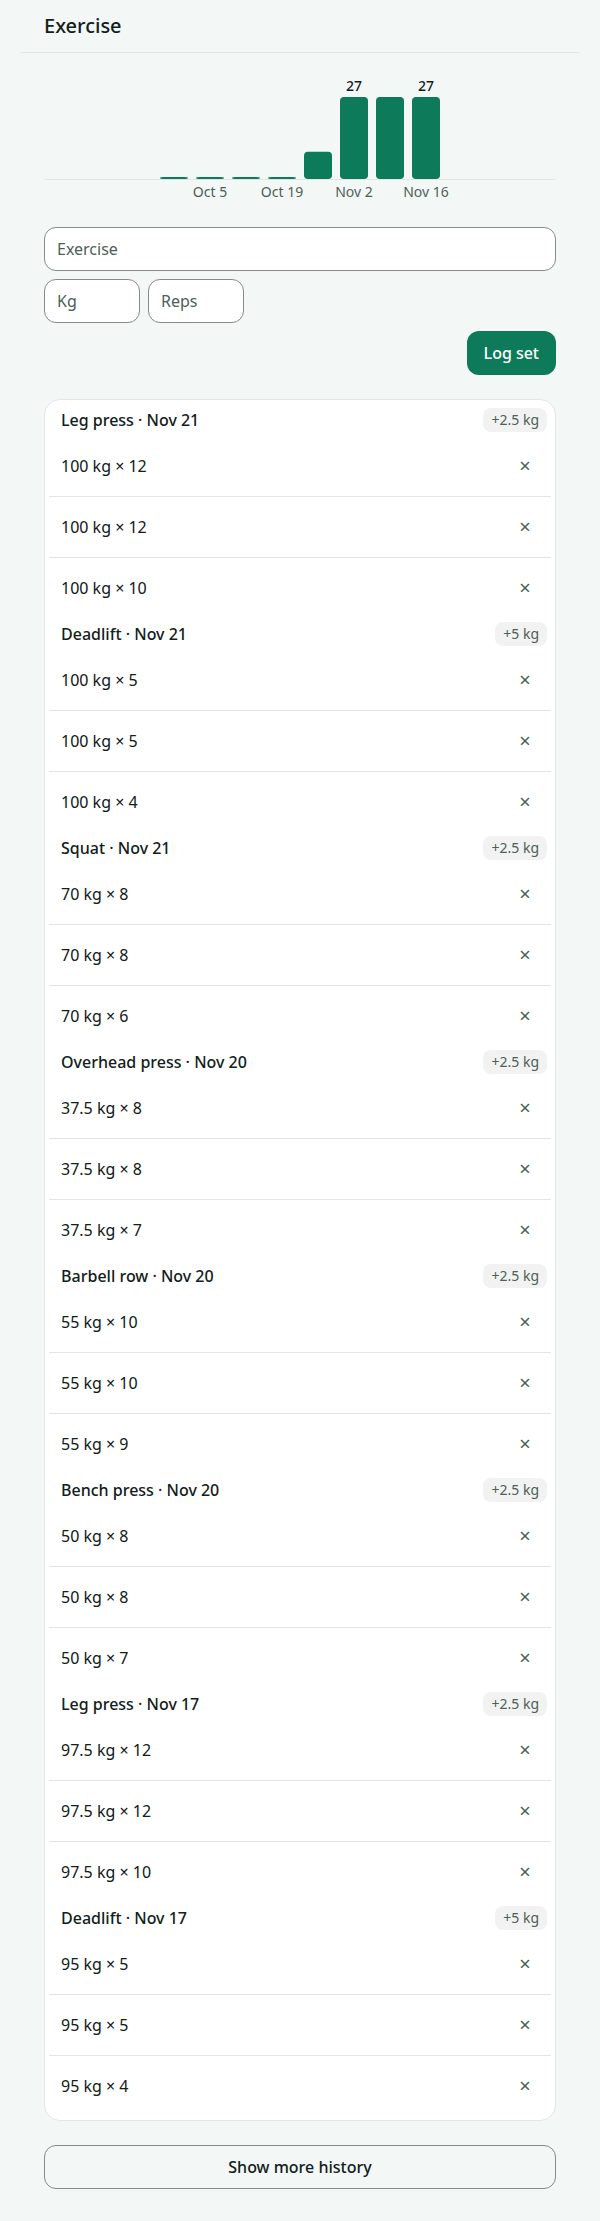 Exercise
27 27
Oct 5 Oct 19 Nov 2 Nov 16
Exercise
Kg Reps
Log set
Leg press · Nov 21 +2.5 kg
100 kg × 12 ×
100 kg × 12 ×
100 kg × 10 ×
Deadlift · Nov 21 +5 kg
100 kg × 5 ×
100 kg × 5 ×
100 kg × 4 ×
Squat · Nov 21 +2.5 kg
70 kg × 8 ×
70 kg × 8 ×
70 kg × 6 ×
Overhead press · Nov 20 +2.5 kg
37.5 kg × 8 ×
37.5 kg × 8 ×
37.5 kg × 7 ×
Barbell row · Nov 20 +2.5 kg
55 kg × 10 ×
55 kg × 10 ×
55 kg × 9 ×
Bench press · Nov 20 +2.5 kg
50 kg × 8 ×
50 kg × 8 ×
50 kg × 7 ×
Leg press · Nov 17 +2.5 kg
97.5 kg × 12 ×
97.5 kg × 12 ×
97.5 kg × 10 ×
Deadlift · Nov 17 +5 kg
95 kg × 5 ×
95 kg × 5 ×
95 kg × 4 ×
Show more history